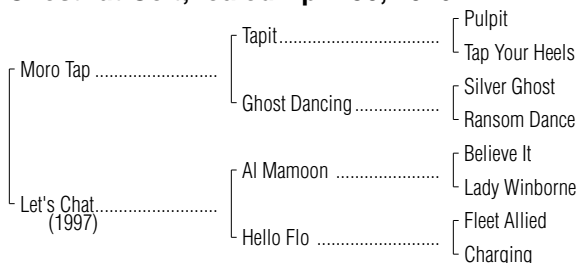 Moro Tap ............................
Tapit.....................................
Pulpit
Tap Your Heels
Ghost Dancing...................
Silver Ghost
Ransom Dance
Let's Chat............................
(1997)
Al Mamoon .......................
Believe It
Lady Winborne
Hello Flo ............................
Fleet Allied
Charging